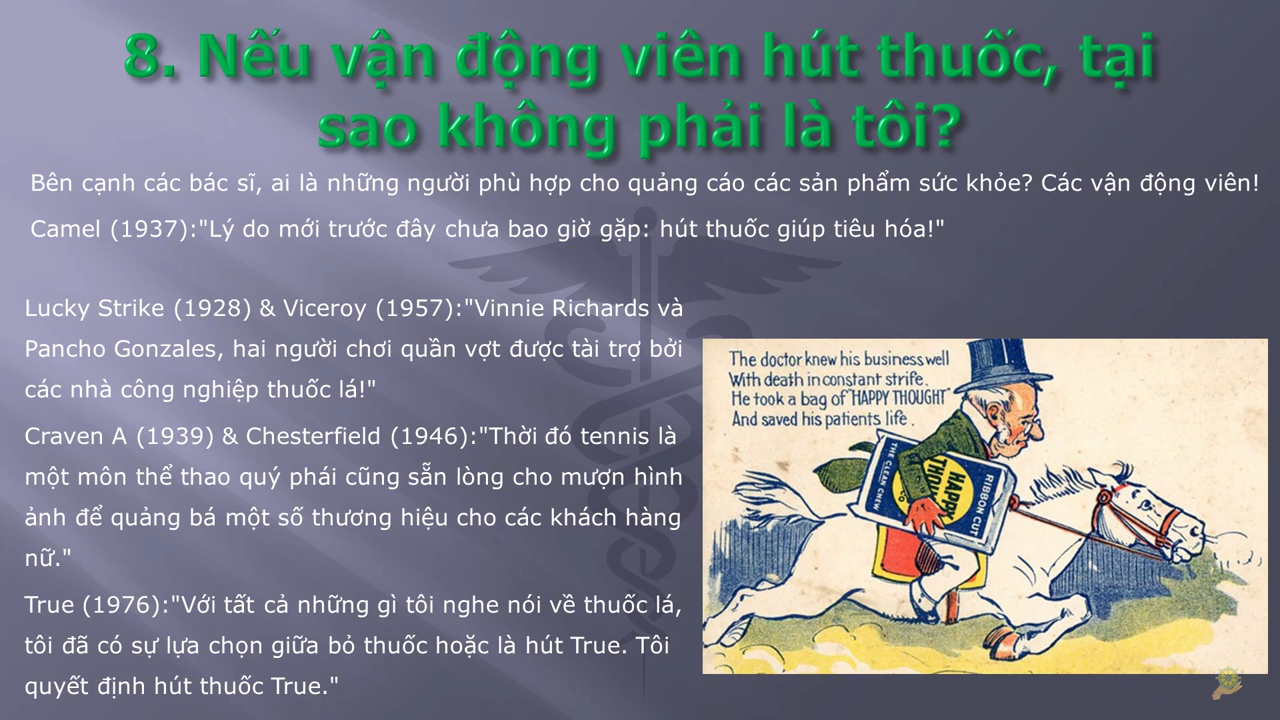 8. Nếu vận động viên hút thuốc, tại
sao không phải là tôi?
Bên cạnh các bác sĩ, ai là những người phù hợp cho quảng cáo các sản phẩm sức khỏe? Các vận động viên!
Camel (1937):"Lý do mới trước đây chưa bao giờ gặp: hút thuốc giúp tiêu hóa!"
Lucky Strike (1928) & Viceroy (1957):"Vinnie Richards và
Pancho Gonzales, hai người chơi quần vợt được tài trợ bởi
các nhà công nghiệp thuốc lá!"
Craven A (1939) & Chesterfield (1946):"Thời đó tennis là
một môn thể thao quý phái cũng sẵn lòng cho mượn hình
ảnh để quảng bá một số thương hiệu cho các khách hàng
nữ."
True (1976):"Với tất cả những gì tôi nghe nói về thuốc lá,
tôi đã có sự lựa chọn giữa bỏ thuốc hoặc là hút True. Tôi
quyết định hút thuốc True."
The doctor knew his business well
With death in constant strife.
He took a bag of "HAPPY THOUGHT"
And saved his patients life.
THE CLEAN CHEW
HAPPY
RIBBON CUT